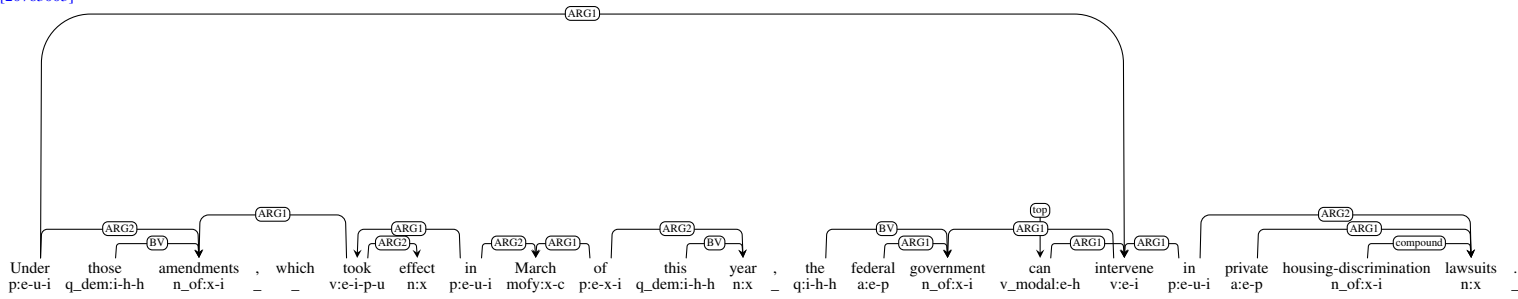 ARG1
top
ARG1 ARG2
ARG2 ARG1 ARG2 BV ARG1 ARG1
BV ARG2 ARG2 ARG1 BV ARG1 ARG1 ARG1 compound
Under those amendments , which took effect in March of this year , the federal government can intervene in private housing-discrimination lawsuits .
p:e-u-i q_dem:i-h-h n_of:x-i _ _ v:e-i-p-u n:x p:e-u-i mofy:x-c p:e-x-i q_dem:i-h-h n:x _ q:i-h-h a:e-p n_of:x-i v_modal:e-h v:e-i p:e-u-i a:e-p n_of:x-i n:x _